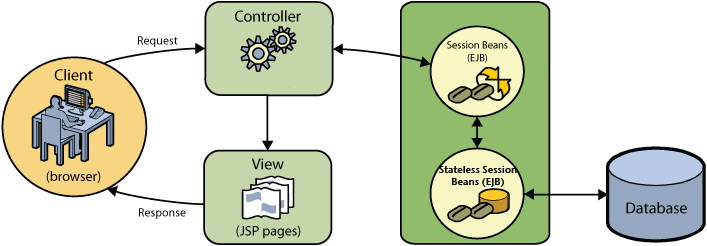 Controller
Request
Client
(browser)
Session Beans
(EJB)
View
(JSP pages)
Response
Stateless Session
Beans (EJB)
Database